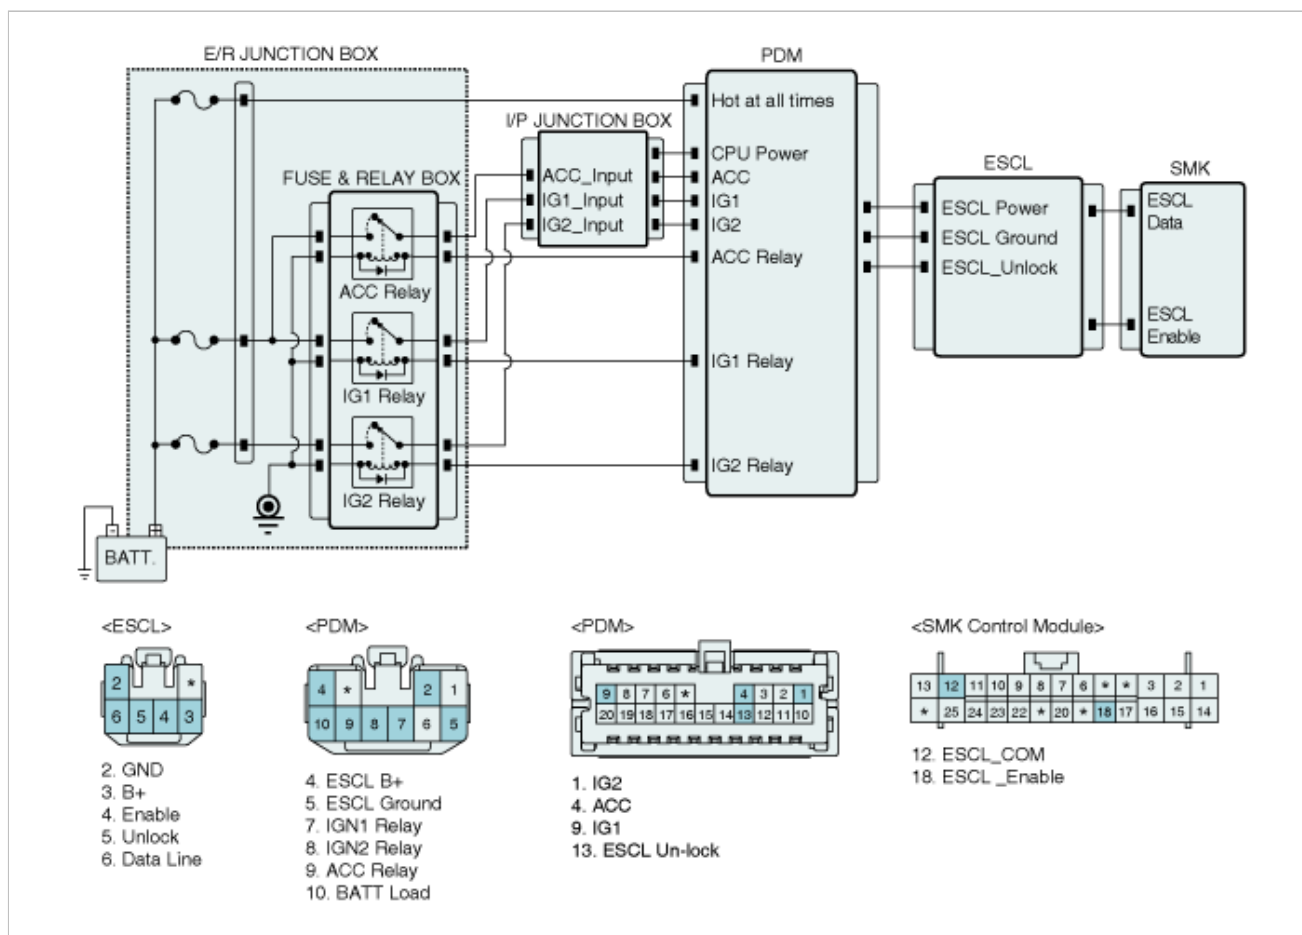 E/R JUNCTION BOX
PDM
Hot at all times
I/P JUNCTION BOX
CPU Power
ACC_Input
ACC
IG1_Input
IG1
IG2_Input
IG2
ACC Relay
IG1 Relay
IG2 Relay
FUSE & RELAY BOX
ACC Relay
IG1 Relay
IG2 Relay
BATT.
- +
ESCL
ESCL Power
ESCL Ground
ESCL_Unlock
SMK
ESCL
Data
ESCL
Enable
<ESCL>
2 *
6 5 4 3
2. GND
3. B+
4. Enable
5. Unlock
6. Data Line
<PDM>
4 * 2 1
10 9 8 7 6 5
4. ESCL B+
5. ESCL Ground
7. IGN1 Relay
8. IGN2 Relay
9. ACC Relay
10. BATT Load
<PDM>
9 8 7 6 * 4 3 2 1
20 19 18 17 16 15 14 13 12 11 10
1. IG2
4. ACC
9. IG1
13. ESCL Un-lock
<SMK Control Module>
13 12 11 10 9 8 7 6 * * 3 2 1
* 25 24 23 22 * 20 * 18 17 16 15 14
12. ESCL_COM
18. ESCL _Enable